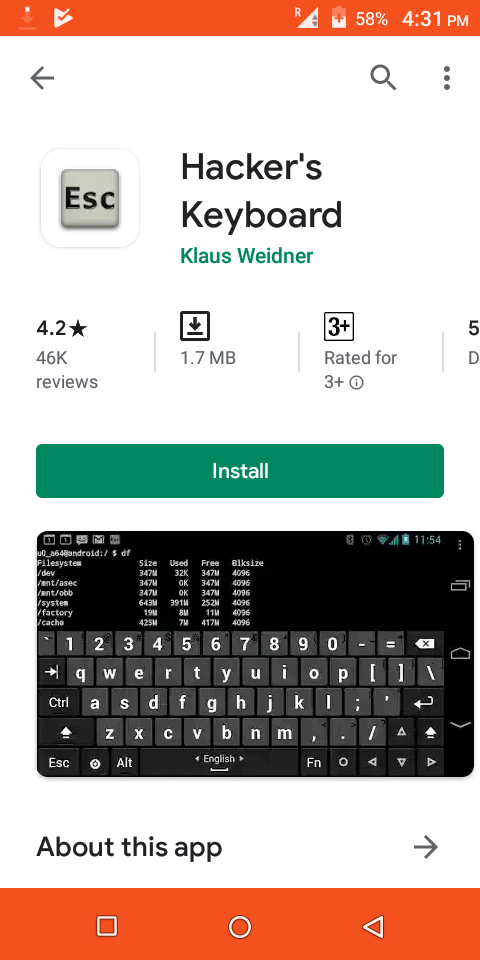 R 58% 4:31 PM
Esc
Hacker's
Keyboard
Klaus Weidner
4.2★
46K
reviews
1.7 MB
3+
Rated for
3+
5
D
Install
11:54
u0_a64@android:/ $ df
Filesystem Size Used Free Blksize
/dev 347M 32K 347M 4096
/mnt/asec 347M 0K 347M 4096
/mnt/obb 347M 0K 347M 4096
/system 643M 391M 252M 4096
/factory 19M 8M 11M 4096
/cache 425M 7M 417M 4096
1 2 3 4 5 6 7 8 9 0 - =
q w e r t y u i o p [ ] \
Ctrl a s d f g h j k l ; '
z x c v b n m , . /
Esc Alt English Fn
About this app